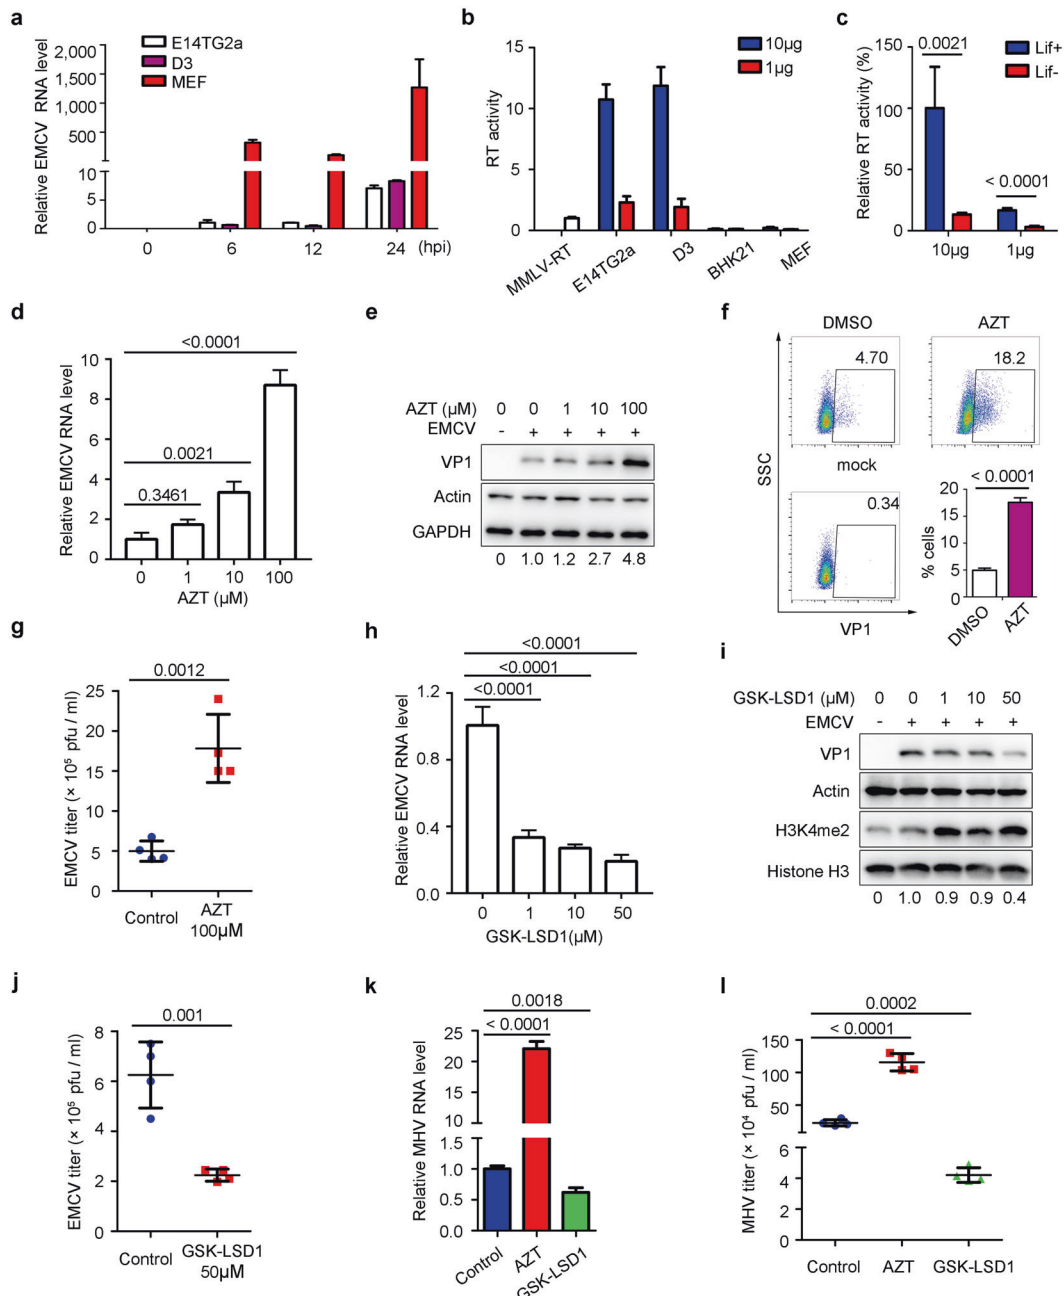 a
E14TG2a
D3
MEF
Relative EMCV RNA level
2,000
1,500
1,000
500
10
5
0
0 6 12 24 (hpi)
b
10µg
1µg
RT activity
15
10
5
0
MMLV-RT E14TG2a D3 BHK21 MEF
c
Lif+
Lif-
Relative RT activity (%)
150
100
50
0
0.0021
< 0.0001
10µg 1µg
d
Relative EMCV RNA level
10
8
6
4
2
0
<0.0001
0.0021
0.3461
0 1 10 100
AZT (µM)
e
AZT (µM) 0 0 1 10 100
EMCV - + + + +
VP1
Actin
GAPDH
0 1.0 1.2 2.7 4.8
f
DMSO AZT
4.70 18.2
mock
0.34
SSC
VP1
< 0.0001
% cells
20
15
10
5
0
DMSO AZT
g
EMCV titer (× 10⁵ pfu / ml)
25
20
15
10
5
0
0.0012
Control AZT
100µM
h
Relative EMCV RNA level
1.2
0.8
0.4
0.0
<0.0001
<0.0001
<0.0001
0 1 10 50
GSK-LSD1(µM)
i
GSK-LSD1 (µM) 0 0 1 10 50
EMCV - + + + +
VP1
Actin
H3K4me2
Histone H3
0 1.0 0.9 0.9 0.4
j
EMCV titer (× 10⁵ pfu / ml)
8
6
4
2
0
0.001
Control GSK-LSD1
50µM
k
Relative MHV RNA level
25
22
20
15
10
1.5
1.0
0.5
0.0
0.0018
< 0.0001
Control AZT GSK-LSD1
l
MHV titer (× 10⁴ pfu / ml)
150
100
50
6
4
2
0
0.0002
< 0.0001
Control AZT GSK-LSD1